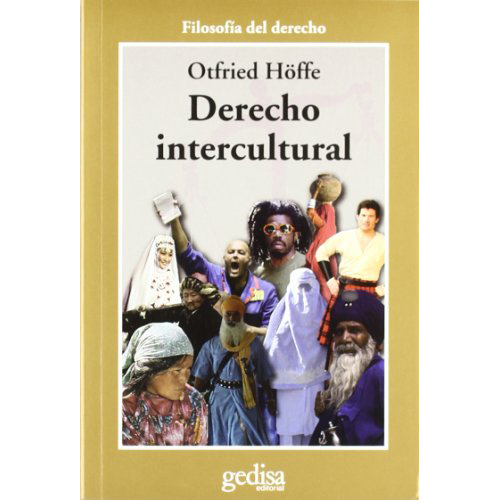 Filosofía del derecho
Otfried Höffe
Derecho
intercultural
gedisa
editorial